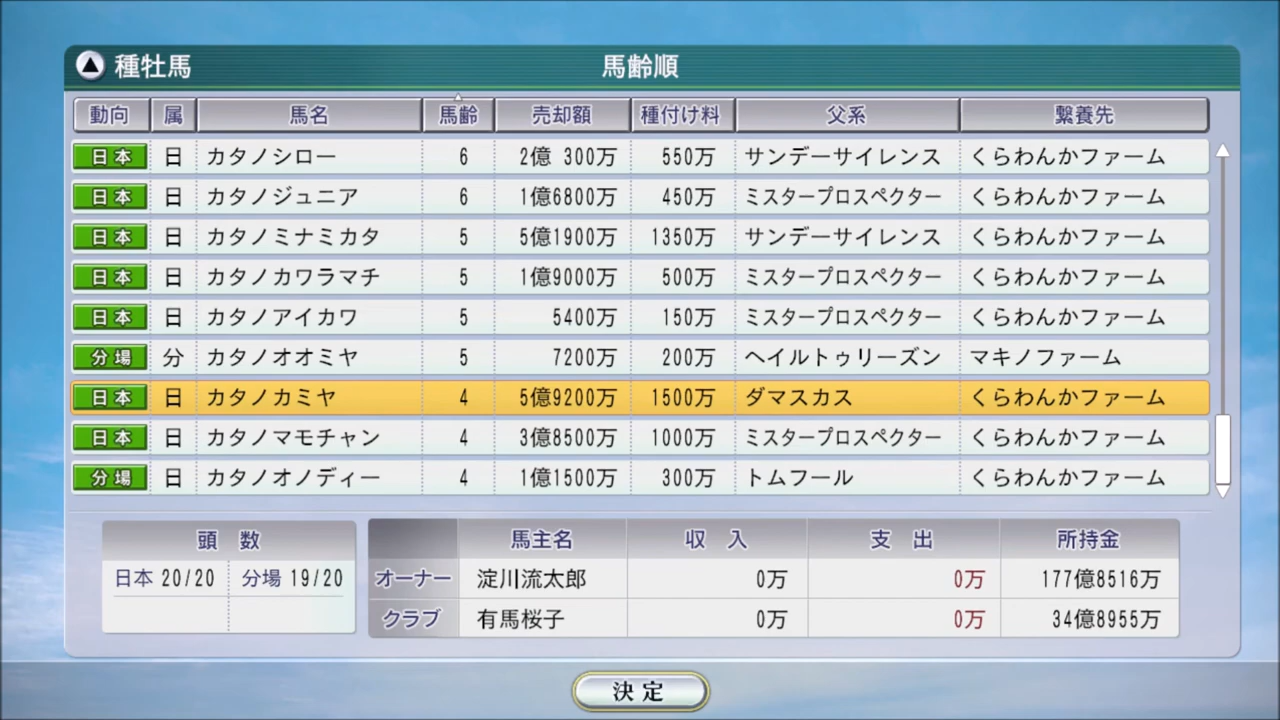 種牡馬 馬齢順
動向 属 馬名 馬齢 売却額 種付け料 父系 繋養先
日本 日 カタノシロー 6 2億 300万 550万 サンデーサイレンス くらわんかファーム
日本 日 カタノジュニア 6 1億6800万 450万 ミスタープロスペクター くらわんかファーム
日本 日 カタノミナミカタ 5 5億1900万 1350万 サンデーサイレンス くらわんかファーム
日本 日 カタノカワラマチ 5 1億9000万 500万 ミスタープロスペクター くらわんかファーム
日本 日 カタノアイカワ 5 5400万 150万 ミスタープロスペクター くらわんかファーム
分場 分 カタノオオミヤ 5 7200万 200万 ヘイルトゥリーズン マキノファーム
日本 日 カタノカミヤ 4 5億9200万 1500万 ダマスカス くらわんかファーム
日本 日 カタノマモチャン 4 3億8500万 1000万 ミスタープロスペクター くらわんかファーム
分場 日 カタノオノディー 4 1億1500万 300万 トムフール くらわんかファーム
頭 数
日本 20/20 分場 19/20
馬主名 収 入 支 出 所持金
オーナー 淀川流太郎 0万 0万 177億8516万
クラブ 有馬桜子 0万 0万 34億8955万
決定